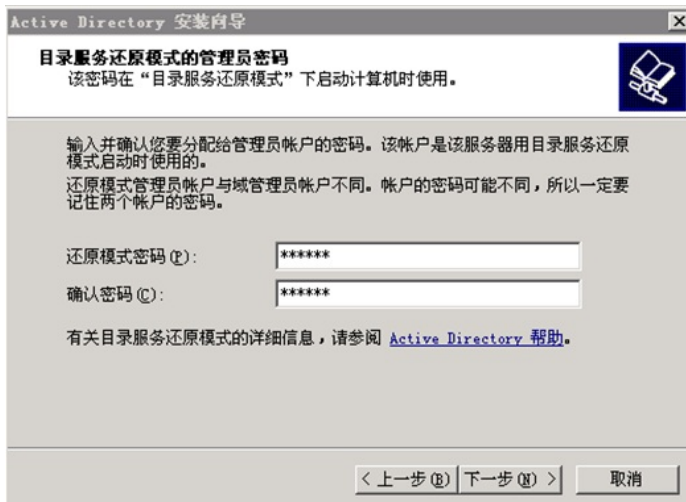 Active Directory 安装向导
目录服务还原模式的管理员密码
该密码在“目录服务还原模式”下启动计算机时使用。
输入并确认您要分配给管理员帐户的密码。该帐户是该服务器用目录服务还原
模式启动时使用的。
还原模式管理员帐户与域管理员帐户不同。帐户的密码可能不同，所以一定要
记住两个帐户的密码。
还原模式密码(P): ******
确认密码(C): ******
有关目录服务还原模式的详细信息，请参阅 Active Directory 帮助。
< 上一步(B) 下一步(N) > 取消